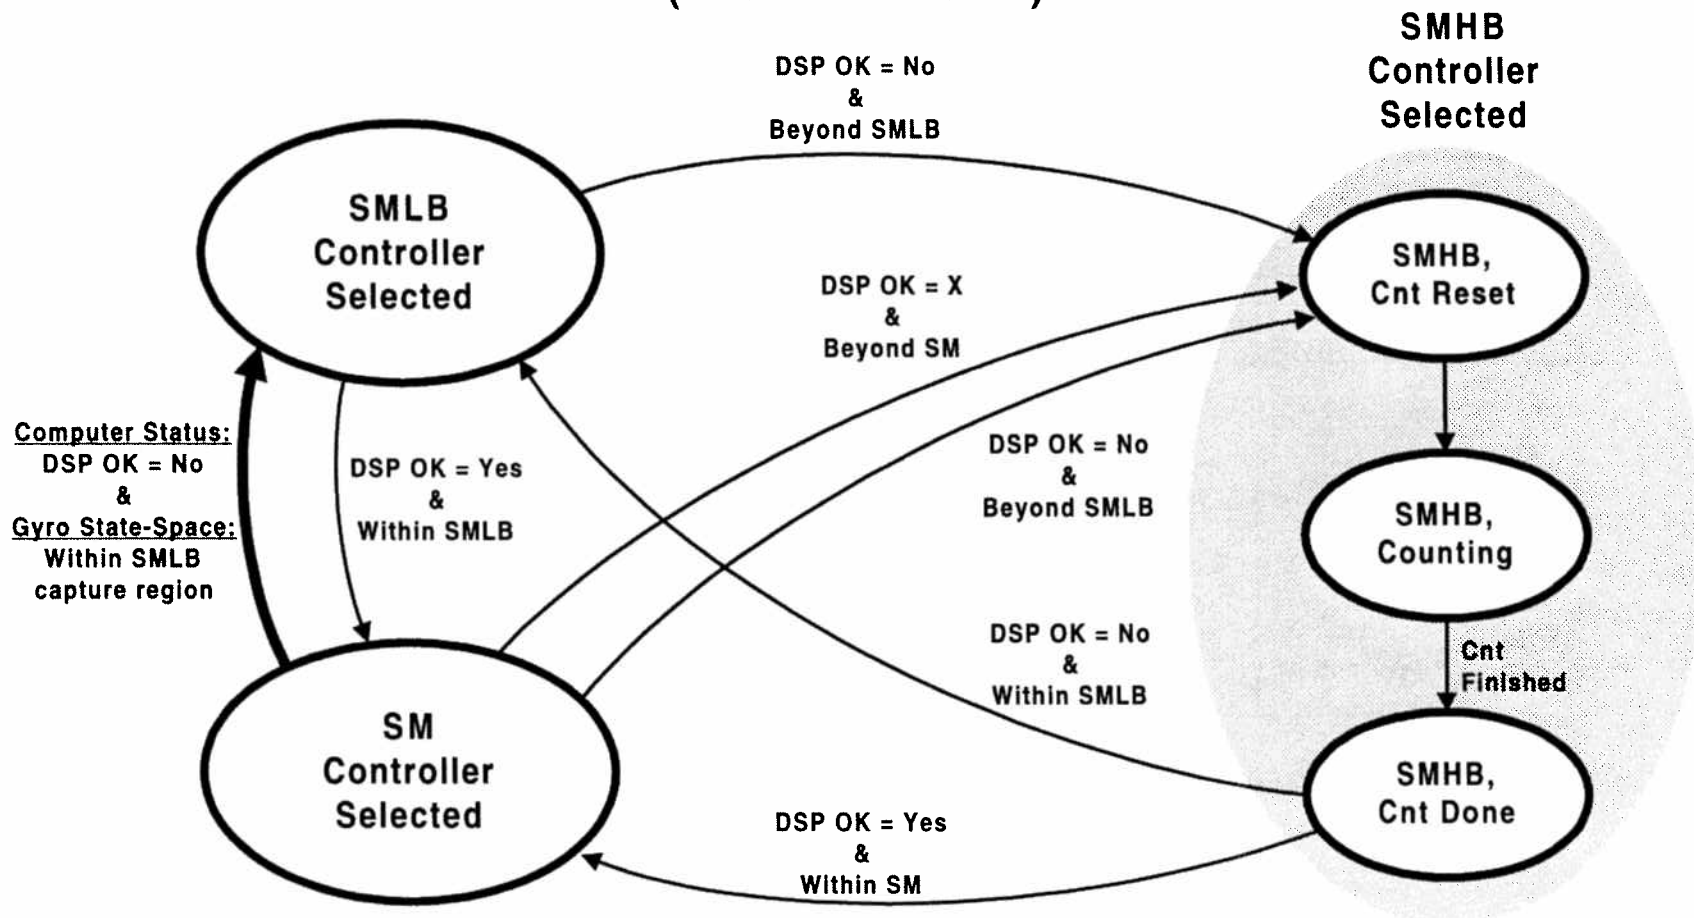 SMHB
Controller
Selected
DSP OK = No
&
Beyond SMLB
SMLB
Controller
Selected
SMHB,
Cnt Reset
DSP OK = X
&
Beyond SM
Computer Status:
DSP OK = No
&
Gyro State-Space:
Within SMLB
capture region
DSP OK = Yes
&
Within SMLB
DSP OK = No
&
Beyond SMLB
SMHB,
Counting
DSP OK = No
&
Within SMLB
Cnt
Finished
SM
Controller
Selected
SMHB,
Cnt Done
DSP OK = Yes
&
Within SM